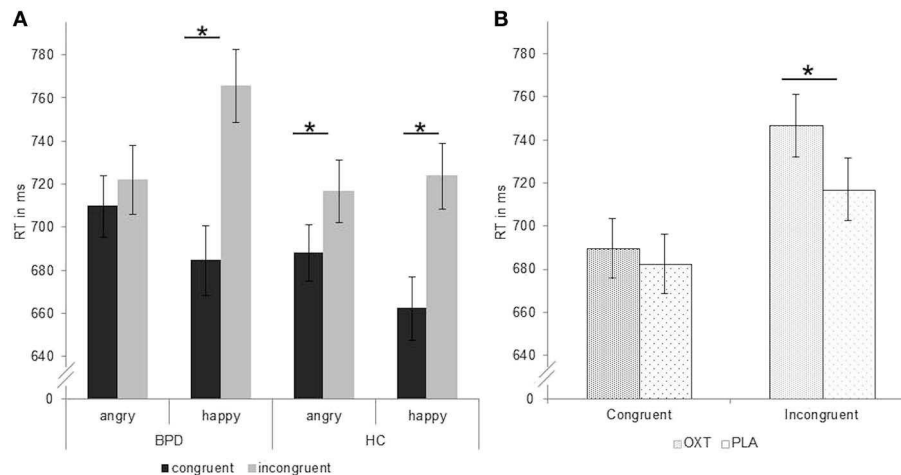 A
RT in ms
780
760
740
720
700
680
660
640
0
*
*
*
angry
happy
angry
happy
BPD
HC
congruent
incongruent
B
RT in ms
780
760
740
720
700
680
660
640
0
*
Congruent
Incongruent
OXT
PLA